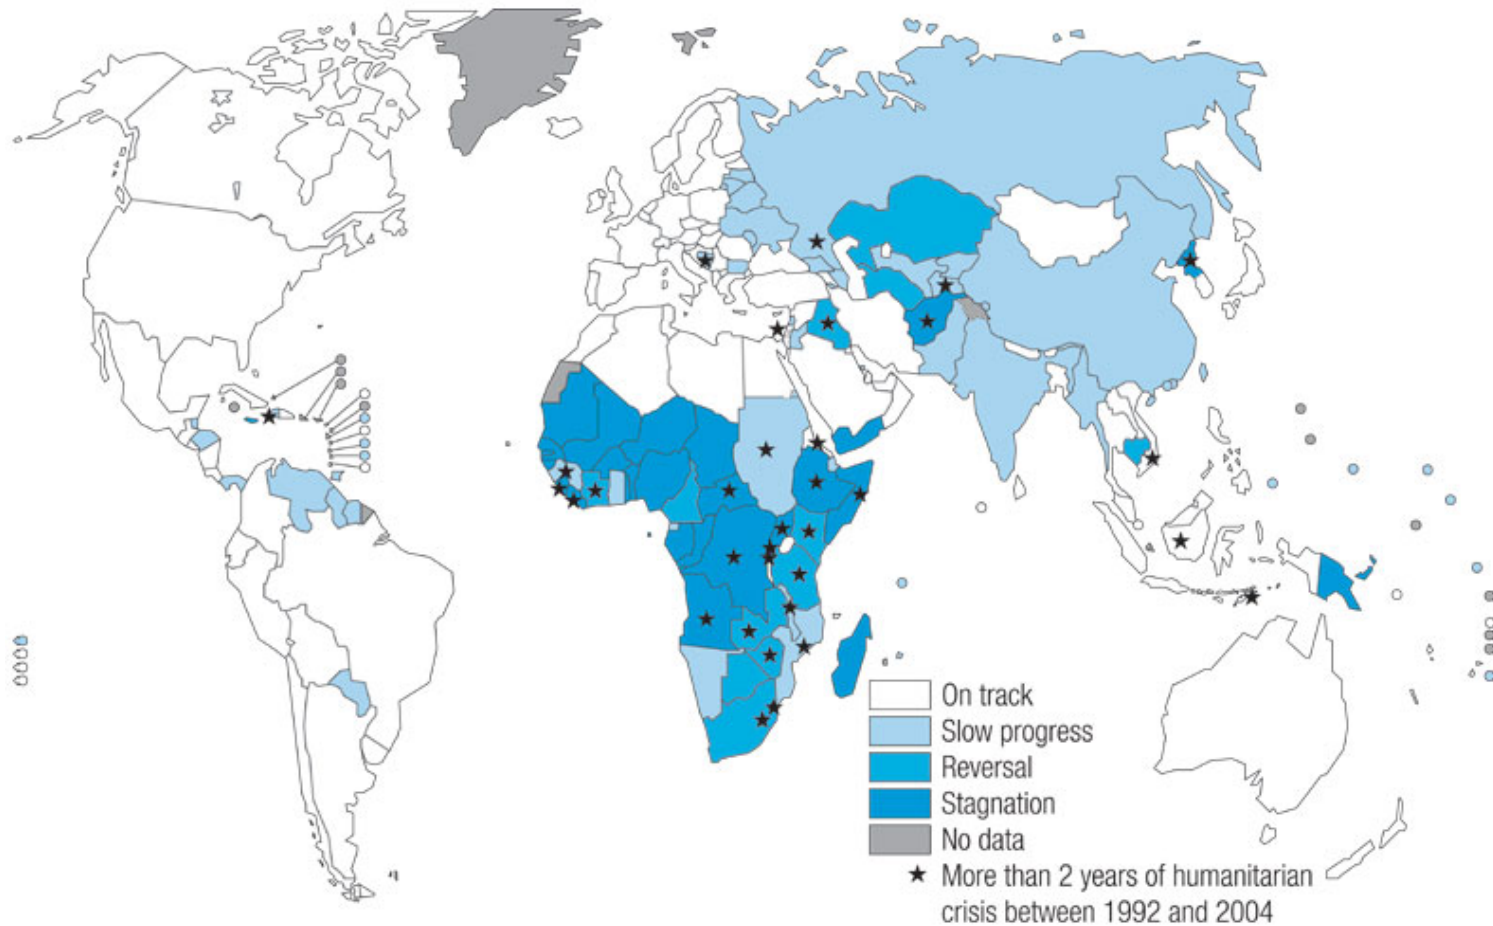 On track
Slow progress
Reversal
Stagnation
No data
More than 2 years of humanitarian
crisis between 1992 and 2004